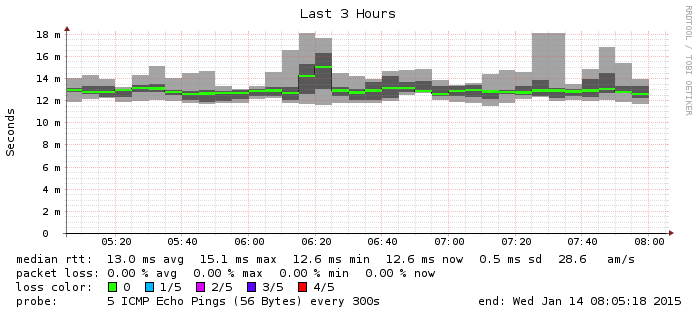 Last 3 Hours
RRDTOOL / TOBI OETIKER
Seconds
18 m
16 m
14 m
12 m
10 m
8 m
6 m
4 m
2 m
0
05:20 05:40 06:00 06:20 06:40 07:00 07:20 07:40 08:00
median rtt: 13.0 ms avg 15.1 ms max 12.6 ms min 12.6 ms now 0.5 ms sd 28.6 am/s
packet loss: 0.00 % avg 0.00 % max 0.00 % min 0.00 % now
loss color: 0 1/5 2/5 3/5 4/5
probe: 5 ICMP Echo Pings (56 Bytes) every 300s end: Wed Jan 14 08:05:18 2015